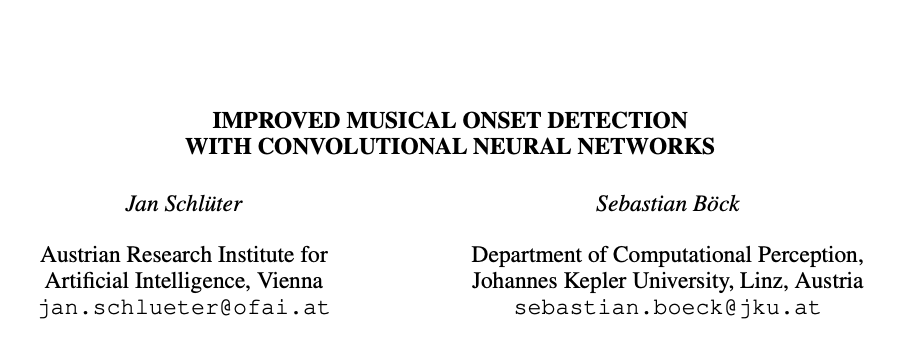 IMPROVED MUSICAL ONSET DETECTION
WITH CONVOLUTIONAL NEURAL NETWORKS
Jan Schlüter
Austrian Research Institute for
Artificial Intelligence, Vienna
jan.schlueter@ofai.at
Sebastian Böck
Department of Computational Perception,
Johannes Kepler University, Linz, Austria
sebastian.boeck@jku.at